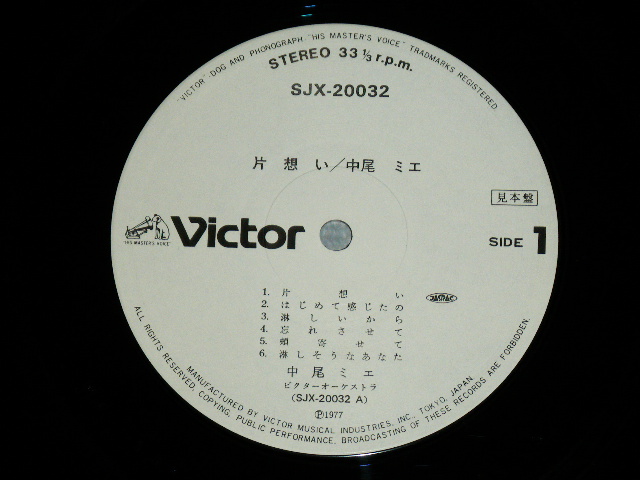 "VICTOR"·DOG AND PHONOGRAPH·"HIS MASTER'S VOICE" TRADMARKS REGISTERED
STEREO 33 1/3 r.p.m.
SJX-20032
片想い／中尾 ミエ
見本盤
"HIS MASTER'S VOICE"
Victor
SIDE 1
1. 片想い
2. はじめて感じたの
3. 淋しいから
4. 忘れさせて
5. 頬寄せて
6. 淋しそうなあなた
JASRAC
中尾ミエ
ビクターオーケストラ
(SJX-20032 A)
Ⓟ1977
MANUFACTURED BY VICTOR MUSICAL INDUSTRIES, INC., TOKYO, JAPAN.
ALL RIGHTS RESERVED, COPYING, PUBLIC PERFORMANCE, BROADCASTING OF THESE RECORDS ARE FORBIDDEN.